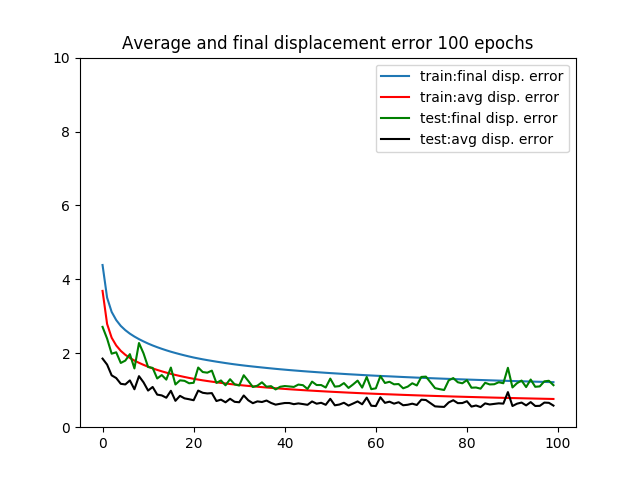 Average and final displacement error 100 epochs
10
8
6
4
2
0
train:final disp. error
train:avg disp. error
test:final disp. error
test:avg disp. error
0 20 40 60 80 100